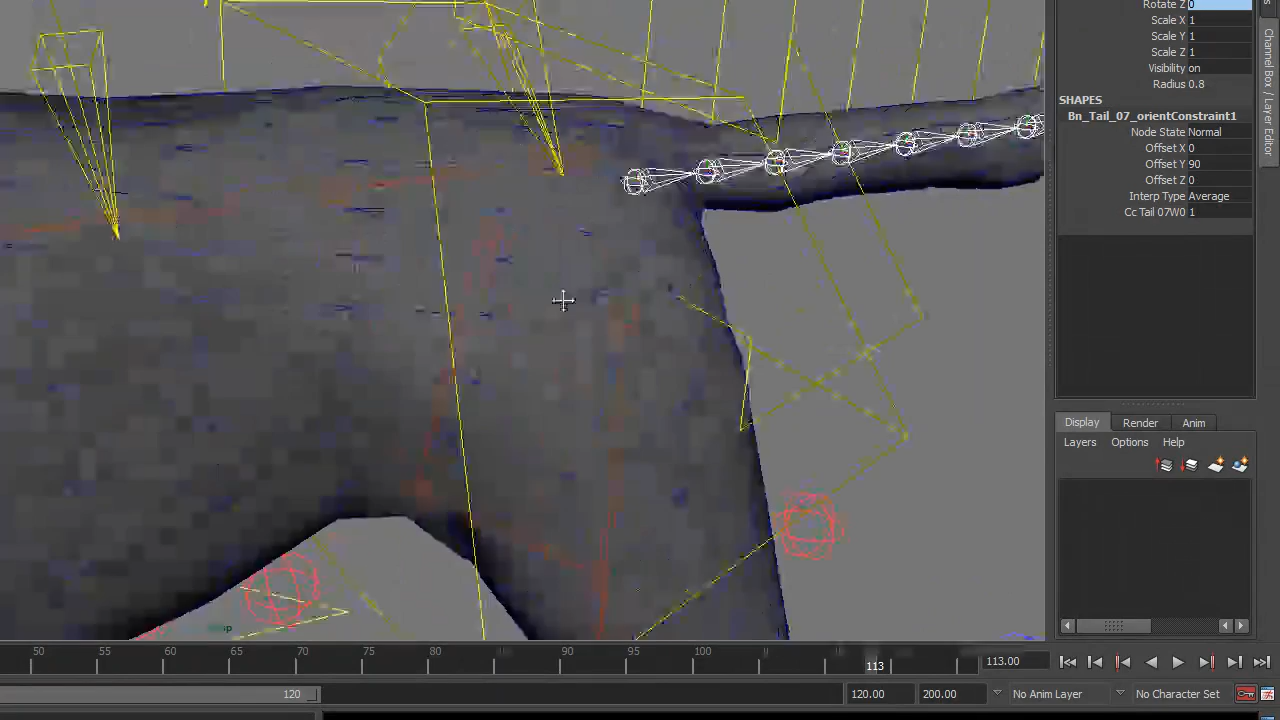 Rotate Z 0
Scale X 1
Scale Y 1
Scale Z 1
Visibility on
Radius 0.8
SHAPES
Bn_Tail_07_orientConstraint1
Node State Normal
Offset X 0
Offset Y 90
Offset Z 0
Interp Type Average
Cc Tail 07W0 1
Channel Box / Layer Editor
Display Render Anim
Layers Options Help
50 55 60 65 70 75 80 90 95 100 113 113.00
120 120.00 200.00 No Anim Layer No Character Set